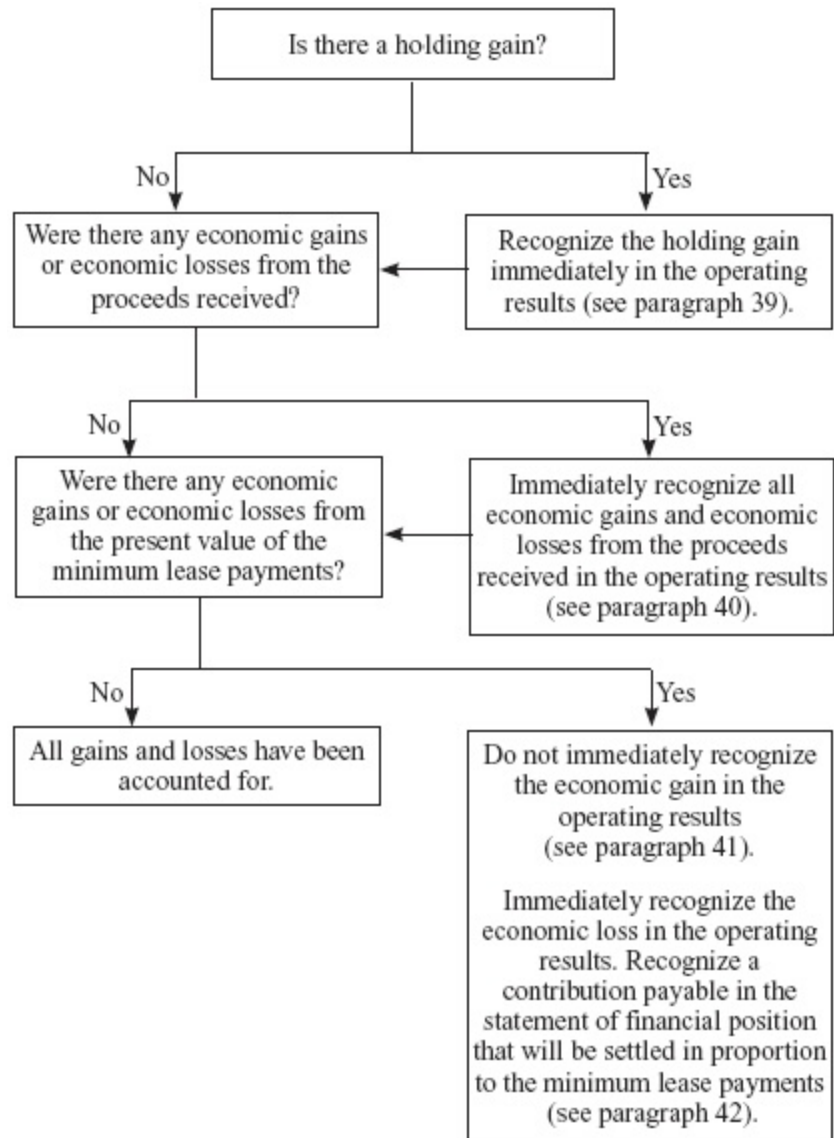 Is there a holding gain?
No
Yes
Were there any economic gains
or economic losses from the
proceeds received?
Recognize the holding gain
immediately in the operating
results (see paragraph 39).
No
Yes
Were there any economic
gains or economic losses from
the present value of the
minimum lease payments?
Immediately recognize all
economic gains and economic
losses from the proceeds
received in the operating results
(see paragraph 40).
No
Yes
All gains and losses have been
accounted for.
Do not immediately recognize
the economic gain in the
operating results
(see paragraph 41).
Immediately recognize the
economic loss in the operating
results. Recognize a
contribution payable in the
statement of financial position
that will be settled in proportion
to the minimum lease payments
(see paragraph 42).